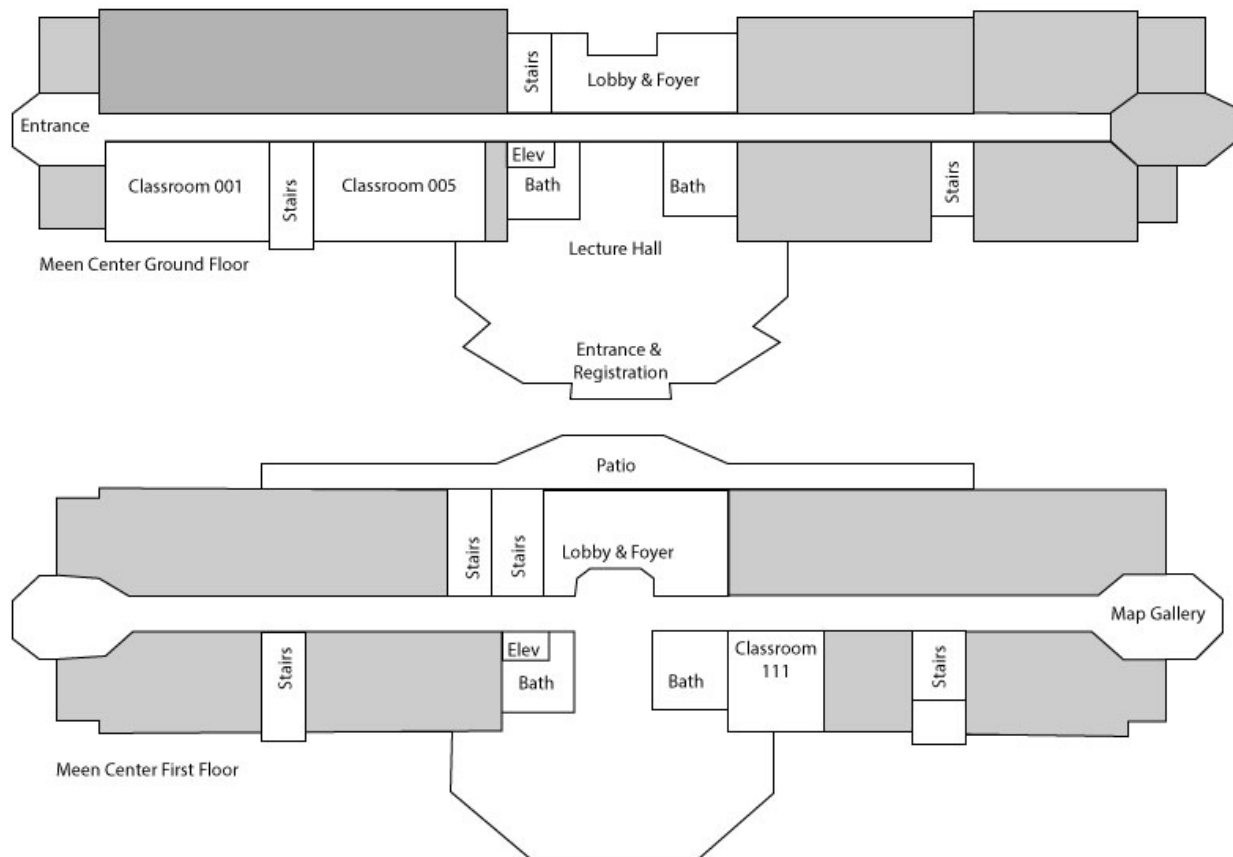 Stairs
Lobby & Foyer
Entrance
Elev
Classroom 001
Stairs
Classroom 005
Bath
Bath
Stairs
Lecture Hall
Meen Center Ground Floor
Entrance &
Registration
Patio
Stairs
Stairs
Lobby & Foyer
Map Gallery
Stairs
Elev
Bath
Bath
Classroom
111
Stairs
Meen Center First Floor